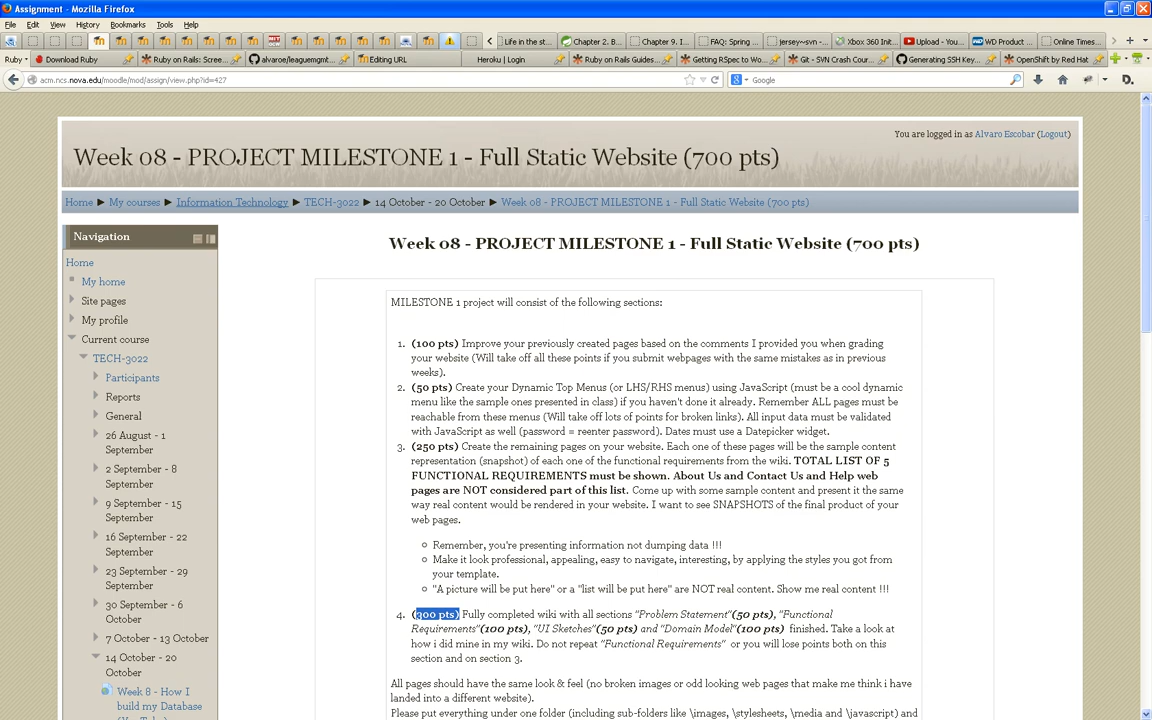 Assignment - Mozilla Firefox
File Edit View History Bookmarks Tools Help
Life in the st... Chapter 2. B... Chapter 9. I... FAQ: Spring ... jersey~svn -... Xbox 360 Init... Upload - You... WD Product ... Online Times...
Ruby Download Ruby Ruby on Rails: Scree... alvaroe/leaguemgmt... Editing URL Heroku | Login Ruby on Rails Guides... Getting RSpec to Wo... Git - SVN Crash Cour... Generating SSH Key... OpenShift by Red Hat
acm.ncs.nova.edu/moodle/mod/assign/view.php?id=427 Google
You are logged in as Alvaro Escobar (Logout)
Week 08 - PROJECT MILESTONE 1 - Full Static Website (700 pts)
Home ► My courses ► Information Technology ► TECH-3022 ► 14 October - 20 October ► Week 08 - PROJECT MILESTONE 1 - Full Static Website (700 pts)
Navigation
Home
My home
Site pages
My profile
Current course
TECH-3022
Participants
Reports
General
26 August - 1
September
2 September - 8
September
9 September - 15
September
16 September - 22
September
23 September - 29
September
30 September - 6
October
7 October - 13 October
14 October - 20
October
Week 8 - How I
build my Database
(YouTube)
Week 08 - PROJECT MILESTONE 1 - Full Static Website (700 pts)
MILESTONE 1 project will consist of the following sections:
1. (100 pts) Improve your previously created pages based on the comments I provided you when grading
your website (Will take off all these points if you submit webpages with the same mistakes as in previous
weeks).
2. (50 pts) Create your Dynamic Top Menus (or LHS/RHS menus) using JavaScript (must be a cool dynamic
menu like the sample ones presented in class) if you haven't done it already. Remember ALL pages must be
reachable from these menus (Will take off lots of points for broken links). All input data must be validated
with JavaScript as well (password = reenter password). Dates must use a Datepicker widget.
3. (250 pts) Create the remaining pages on your website. Each one of these pages will be the sample content
representation (snapshot) of each one of the functional requirements from the wiki. TOTAL LIST OF 5
FUNCTIONAL REQUIREMENTS must be shown. About Us and Contact Us and Help web
pages are NOT considered part of this list. Come up with some sample content and present it the same
way real content would be rendered in your website. I want to see SNAPSHOTS of the final product of your
web pages.
Remember, you're presenting information not dumping data !!!
Make it look professional, appealing, easy to navigate, interesting, by applying the styles you got from
your template.
"A picture will be put here" or a "list will be put here" are NOT real content. Show me real content !!!
4. (300 pts) Fully completed wiki with all sections "Problem Statement"(50 pts), "Functional
Requirements"(100 pts), "UI Sketches"(50 pts) and "Domain Model"(100 pts) finished. Take a look at
how i did mine in my wiki. Do not repeat "Functional Requirements" or you will lose points both on this
section and on section 3.
All pages should have the same look & feel (no broken images or odd looking web pages that make me think i have
landed into a different website).
Please put everything under one folder (including sub-folders like \images, \stylesheets, \media and \javascript) and